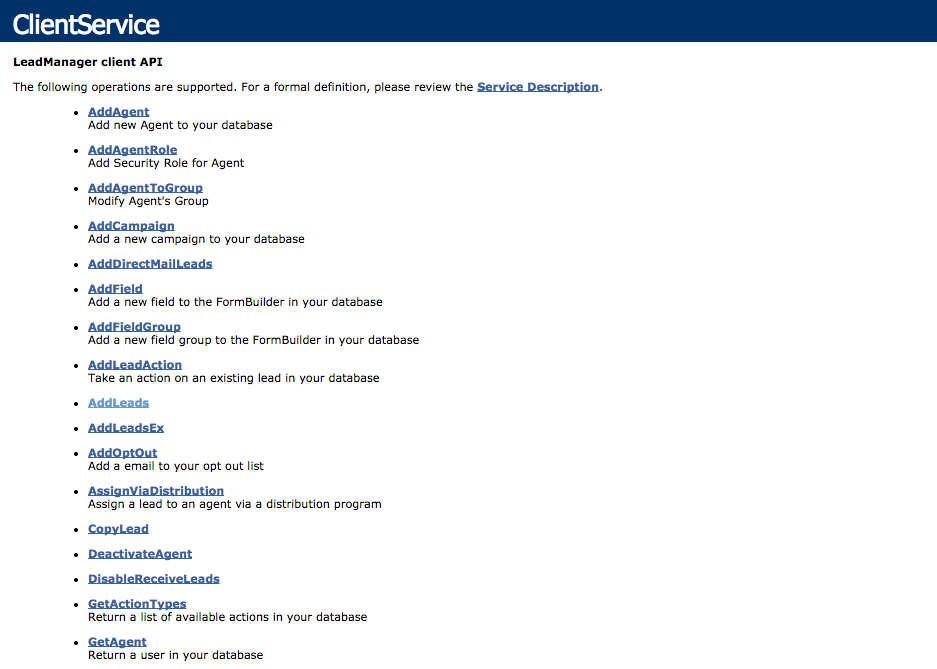 ClientService
LeadManager client API
The following operations are supported. For a formal definition, please review the Service Description.
AddAgent
Add new Agent to your database
AddAgentRole
Add Security Role for Agent
AddAgentToGroup
Modify Agent's Group
AddCampaign
Add a new campaign to your database
AddDirectMailLeads
AddField
Add a new field to the FormBuilder in your database
AddFieldGroup
Add a new field group to the FormBuilder in your database
AddLeadAction
Take an action on an existing lead in your database
AddLeads
AddLeadsEx
AddOptOut
Add a email to your opt out list
AssignViaDistribution
Assign a lead to an agent via a distribution program
CopyLead
DeactivateAgent
DisableReceiveLeads
GetActionTypes
Return a list of available actions in your database
GetAgent
Return a user in your database